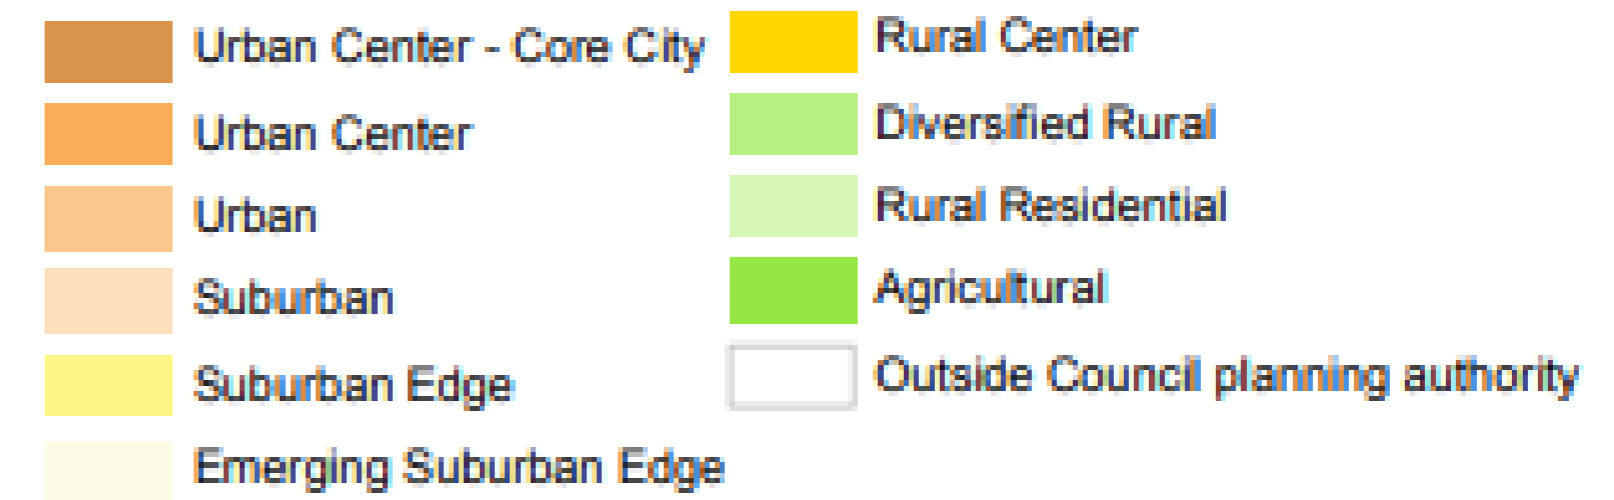 Urban Center - Core City
Urban Center
Urban
Suburban
Suburban Edge
Emerging Suburban Edge
Rural Center
Diversified Rural
Rural Residential
Agricultural
Outside Council planning authority